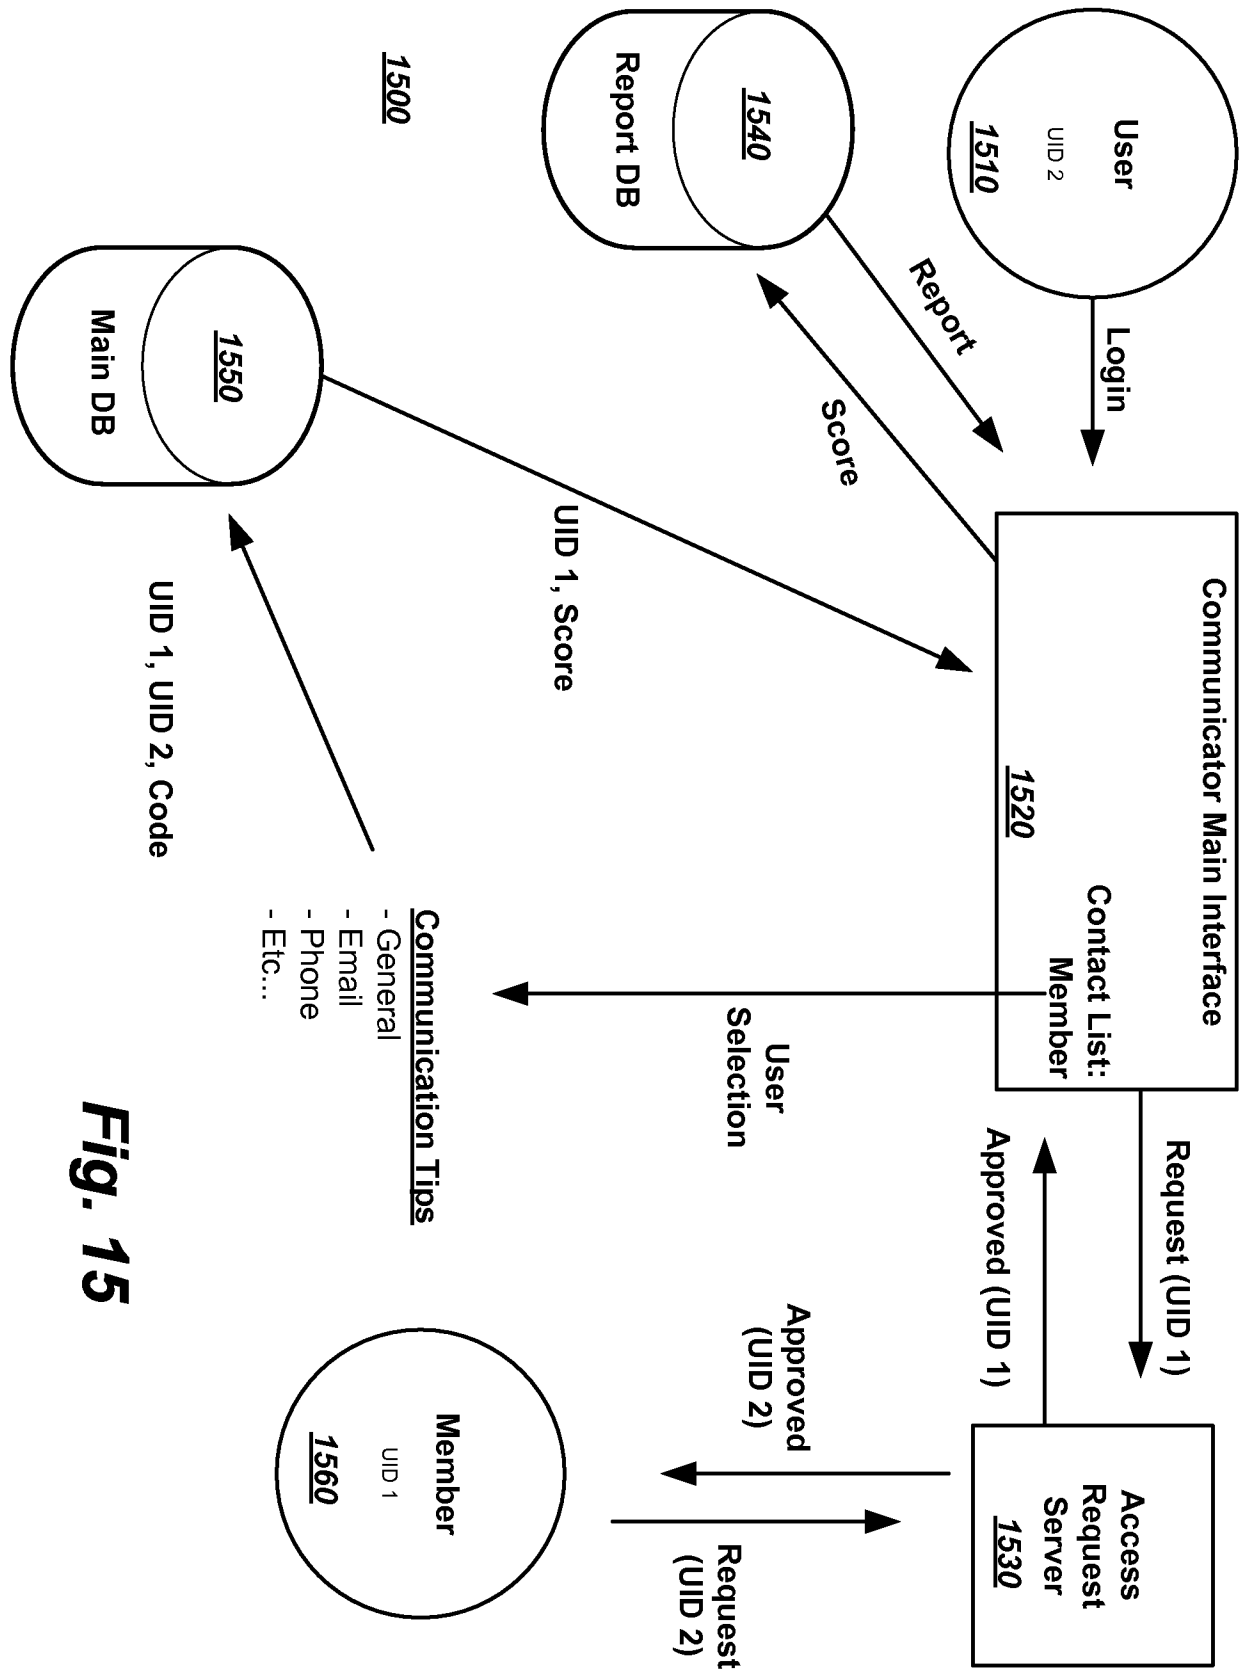 User
UID 2
1510
Login
Communicator Main Interface
Contact List:
Member
1520
Request (UID 1)
Approved (UID 1)
Access
Request
Server
1530
Report
Score
1540
Report DB
1500
UID 1, Score
User
Selection
Approved
(UID 2)
Request
(UID 2)
1550
Main DB
UID 1, UID 2, Code
Communication Tips
- General
- Email
- Phone
- Etc...
Member
UID 1
1560
Fig. 15